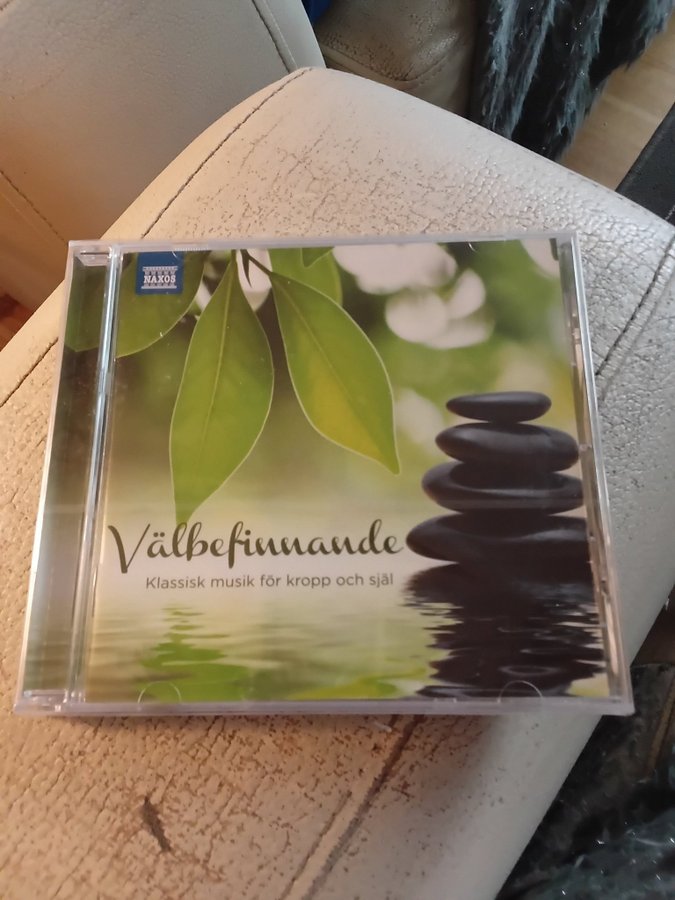 NAXOS
Välbefinnande
Klassisk musik för kropp och själ